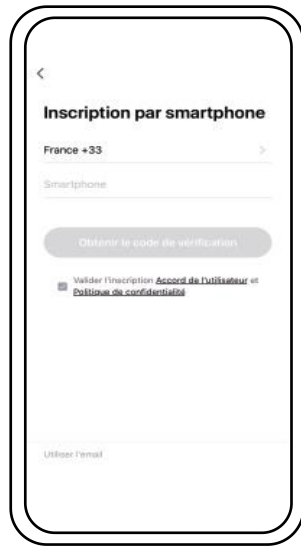 Inscription par smartphone
France +33
Smartphone
Obtenir le code de vérification
Valider l'inscription Accord de l'utilisateur et
Politique de confidentialité
Utiliser l'email